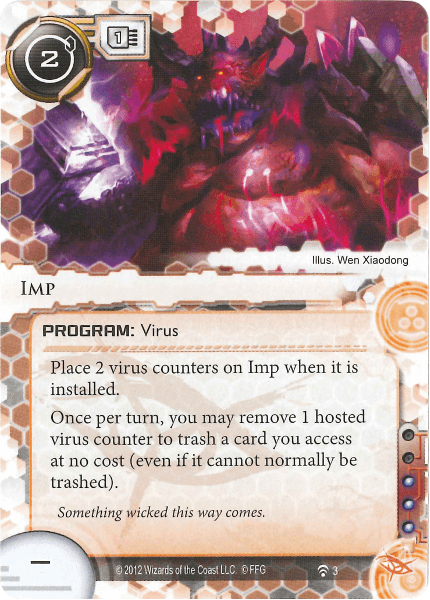 2
1
Illus. Wen Xiaodong
Imp
PROGRAM: Virus
Place 2 virus counters on Imp when it is
installed.
Once per turn, you may remove 1 hosted
virus counter to trash a card you access
at no cost (even if it cannot normally be
trashed).
Something wicked this way comes.
–
© 2012 Wizards of the Coast LLC. © FFG
3